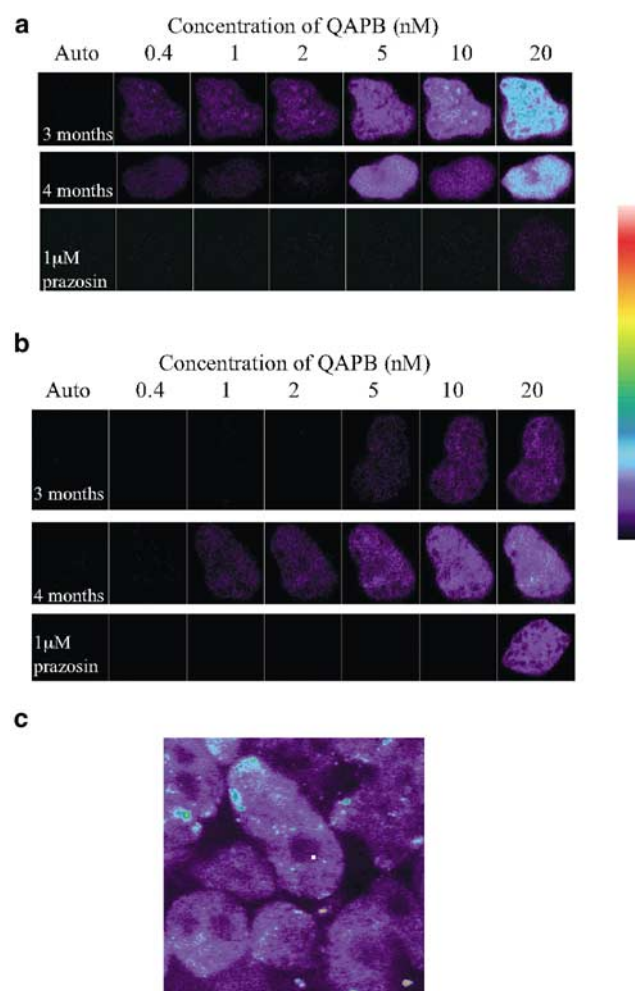 a
Concentration of QAPB (nM)
Auto 0.4 1 2 5 10 20
3 months
4 months
1μM
prazosin
b
Concentration of QAPB (nM)
Auto 0.4 1 2 5 10 20
3 months
4 months
1μM
prazosin
c